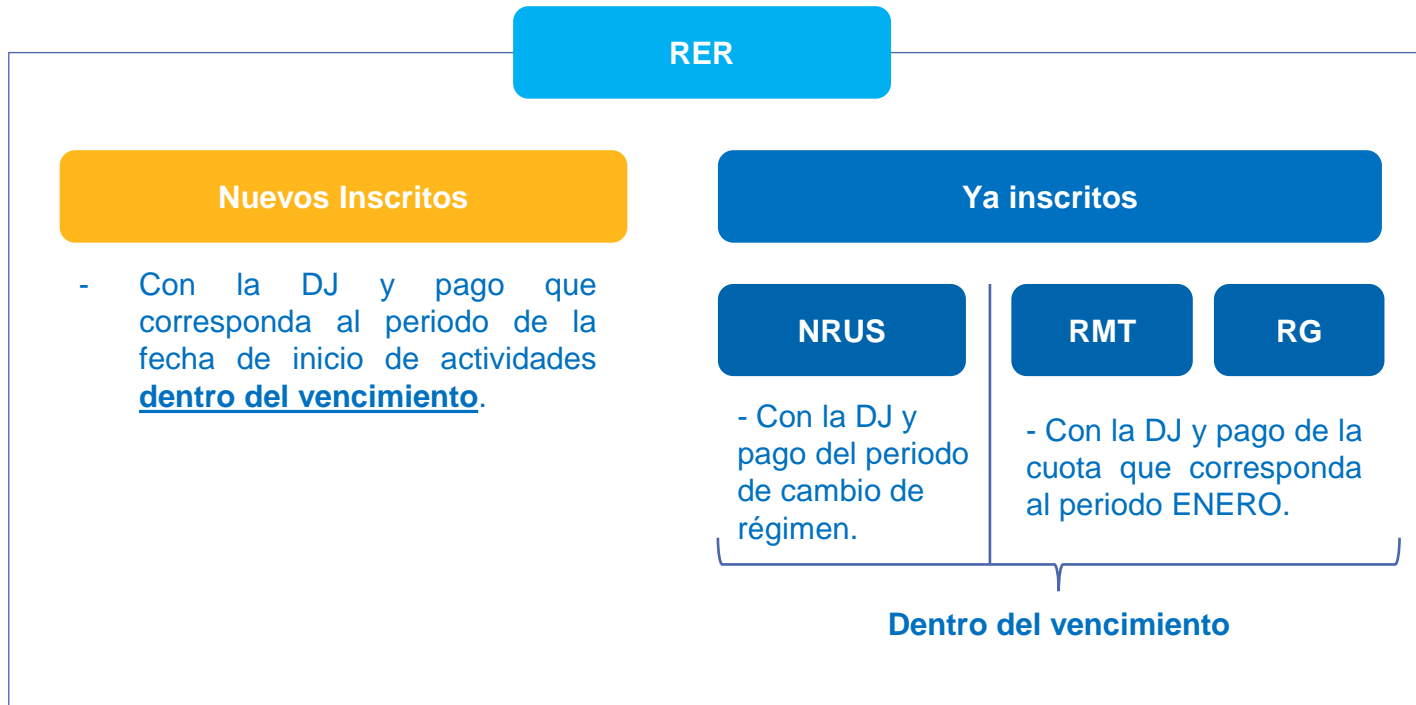 RER
Nuevos Inscritos
- Con la DJ y pago que
corresponda al periodo de la
fecha de inicio de actividades
dentro del vencimiento.
Ya inscritos
NRUS
- Con la DJ y
pago del periodo
de cambio de
régimen.
RMT
RG
- Con la DJ y pago de la
cuota que corresponda
al periodo ENERO.
Dentro del vencimiento